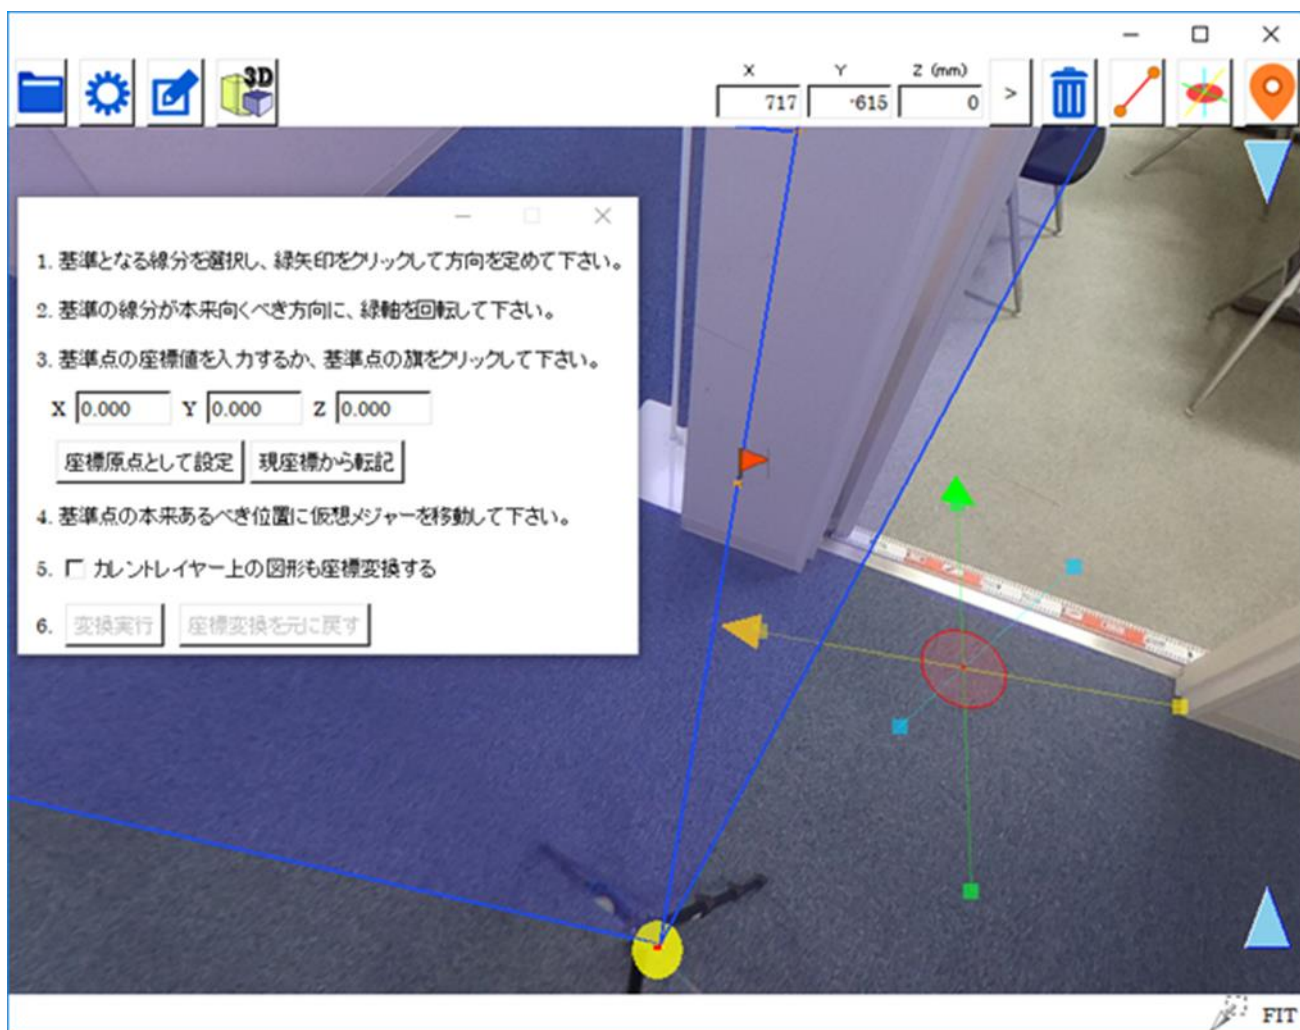 3D
X Y Z (mm)
717 -615 0 >
1. 基準となる線分を選択し、緑矢印をクリックして方向を定めて下さい。
2. 基準の線分が本来向くべき方向に、緑軸を回転して下さい。
3. 基準点の座標値を入力するか、基準点の旗をクリックして下さい。
X 0.000 Y 0.000 Z 0.000
座標原点として設定 現座標から転記
4. 基準点の本来あるべき位置に仮想メジャーを移動して下さい。
5. カレントレイヤー上の図形も座標変換する
6. 変換実行 座標変換を元に戻す
FIT